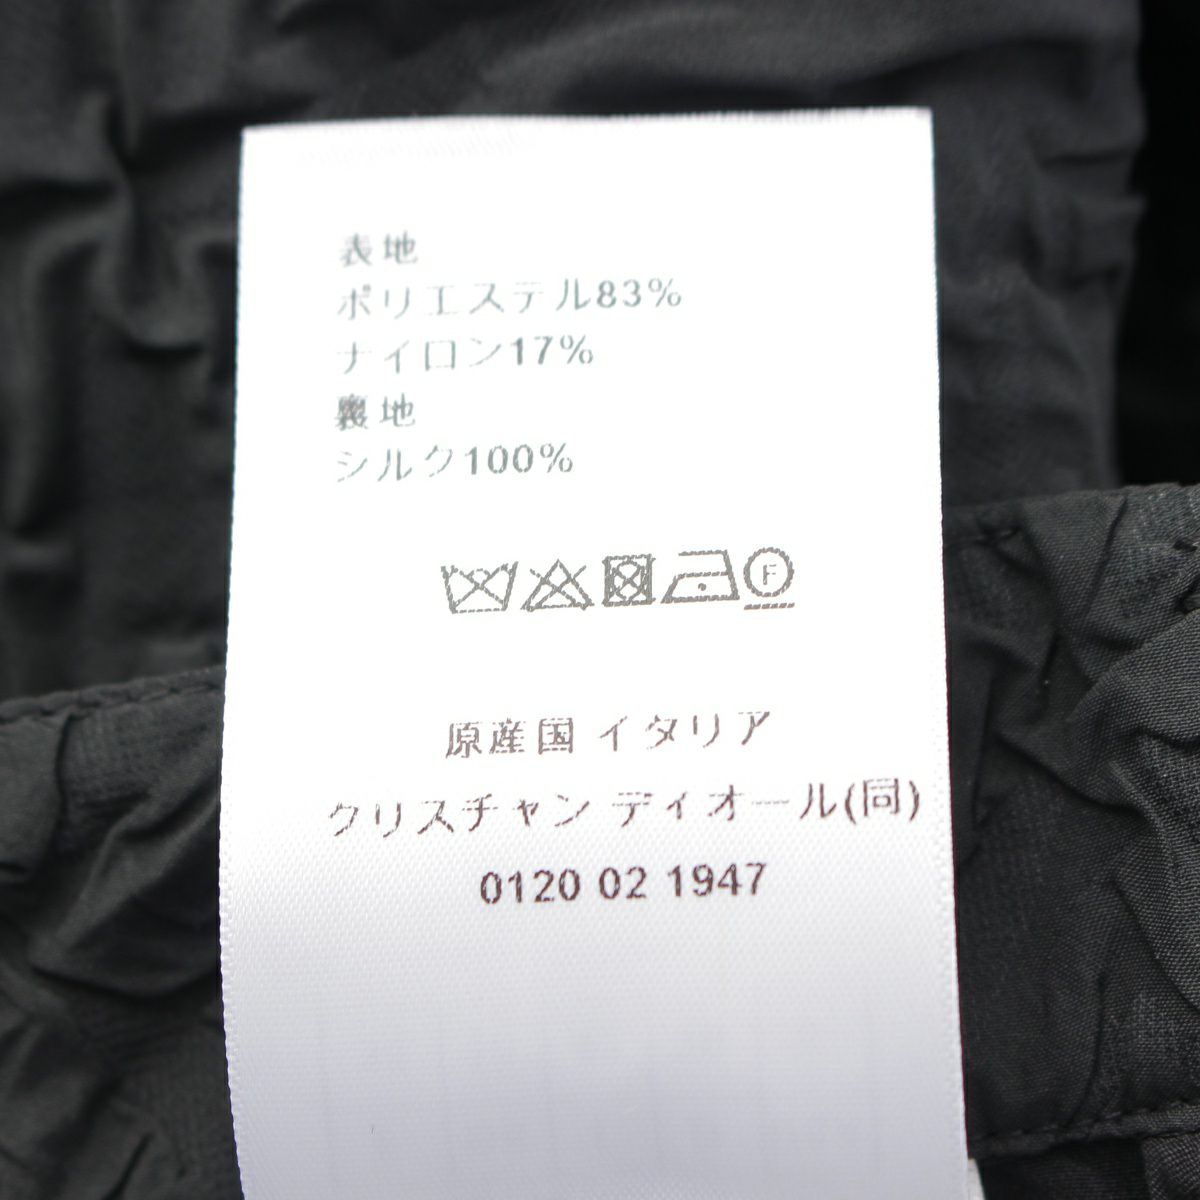 表地
ポリエステル83%
ナイロン17%
裏地
シルク100%
F
原産国 イタリア
クリスチャン ディオール(同)
0120 02 1947